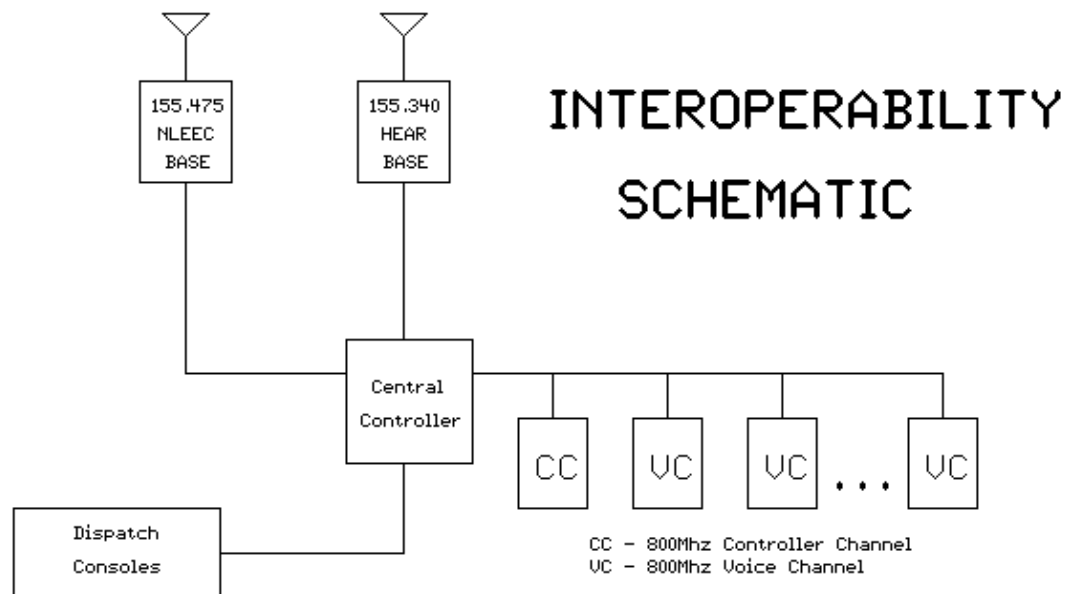 155.475
NLEEC
BASE
155.340
HEAR
BASE
INTEROPERABILITY
SCHEMATIC
Central
Controller
CC
VC
VC
...
VC
Dispatch
Consoles
CC - 800Mhz Controller Channel
VC - 800Mhz Voice Channel